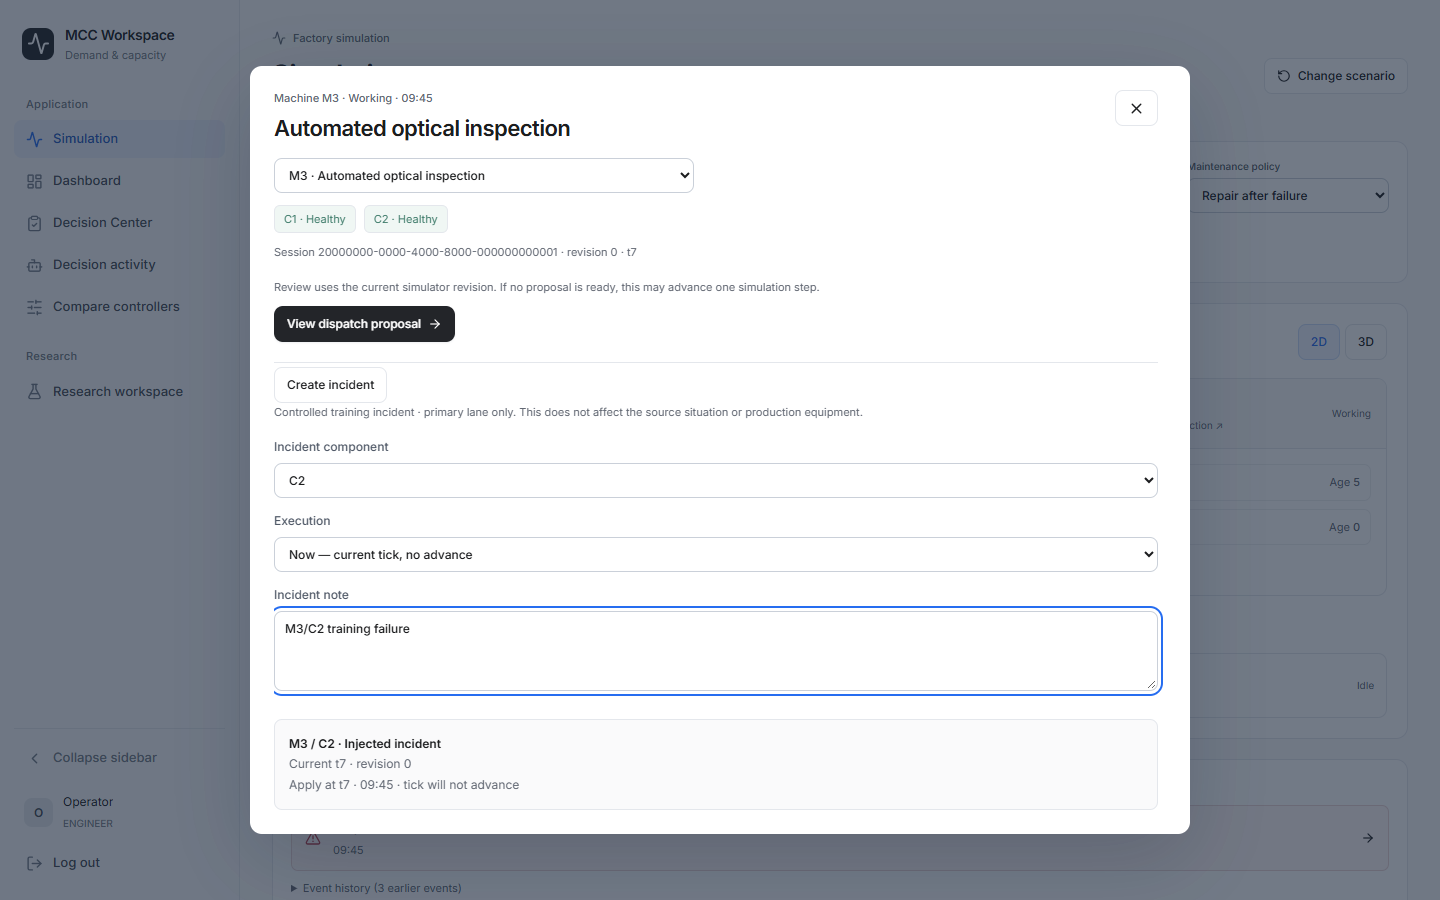 MCC Workspace
Demand & capacity
Application
Simulation
Dashboard
Decision Center
Decision activity
Compare controllers
Research
Research workspace
Collapse sidebar
O
Operator
ENGINEER
Log out
Factory simulation
Change scenario
Maintenance policy
Repair after failure
2D
3D
Working
ction ↗
Age 5
Age 0
Idle
Machine M3 · Working · 09:45
Automated optical inspection
M3 · Automated optical inspection
C1 · Healthy
C2 · Healthy
Session 20000000-0000-4000-8000-000000000001 · revision 0 · t7
Review uses the current simulator revision. If no proposal is ready, this may advance one simulation step.
View dispatch proposal →
Create incident
Controlled training incident · primary lane only. This does not affect the source situation or production equipment.
Incident component
C2
Execution
Now — current tick, no advance
Incident note
M3/C2 training failure
M3 / C2 · Injected incident
Current t7 · revision 0
Apply at t7 · 09:45 · tick will not advance
09:45
Event history (3 earlier events)